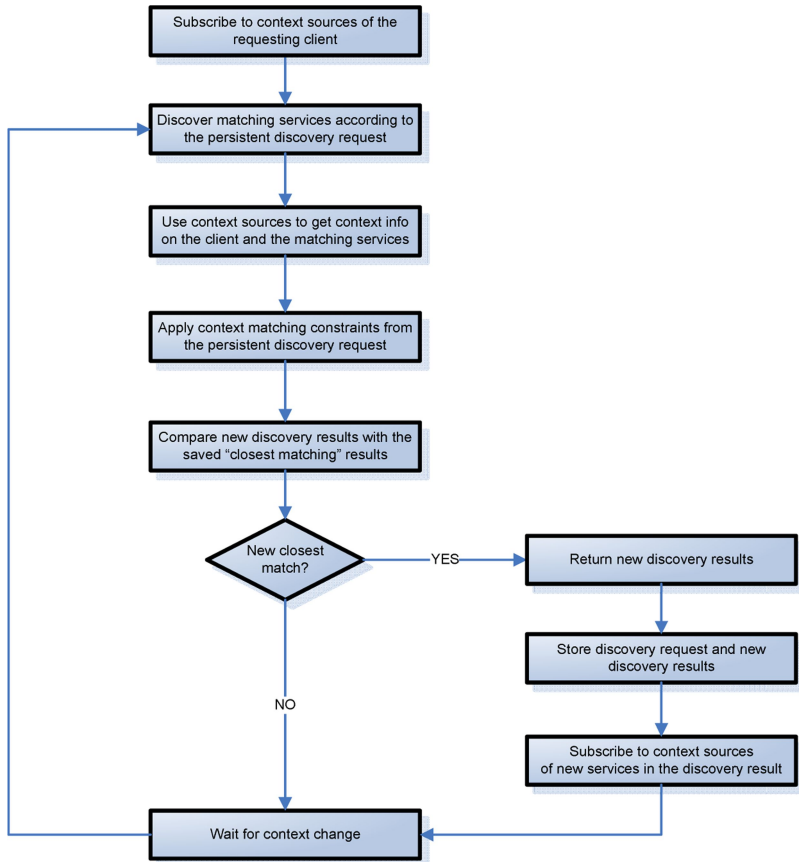 Subscribe to context sources of the
requesting client
Discover matching services according to
the persistent discovery request
Use context sources to get context info
on the client and the matching services
Apply context matching constraints from
the persistent discovery request
Compare new discovery results with the
saved “closest matching” results
New closest
match?
YES
Return new discovery results
Store discovery request and new
discovery results
NO
Subscribe to context sources
of new services in the discovery result
Wait for context change